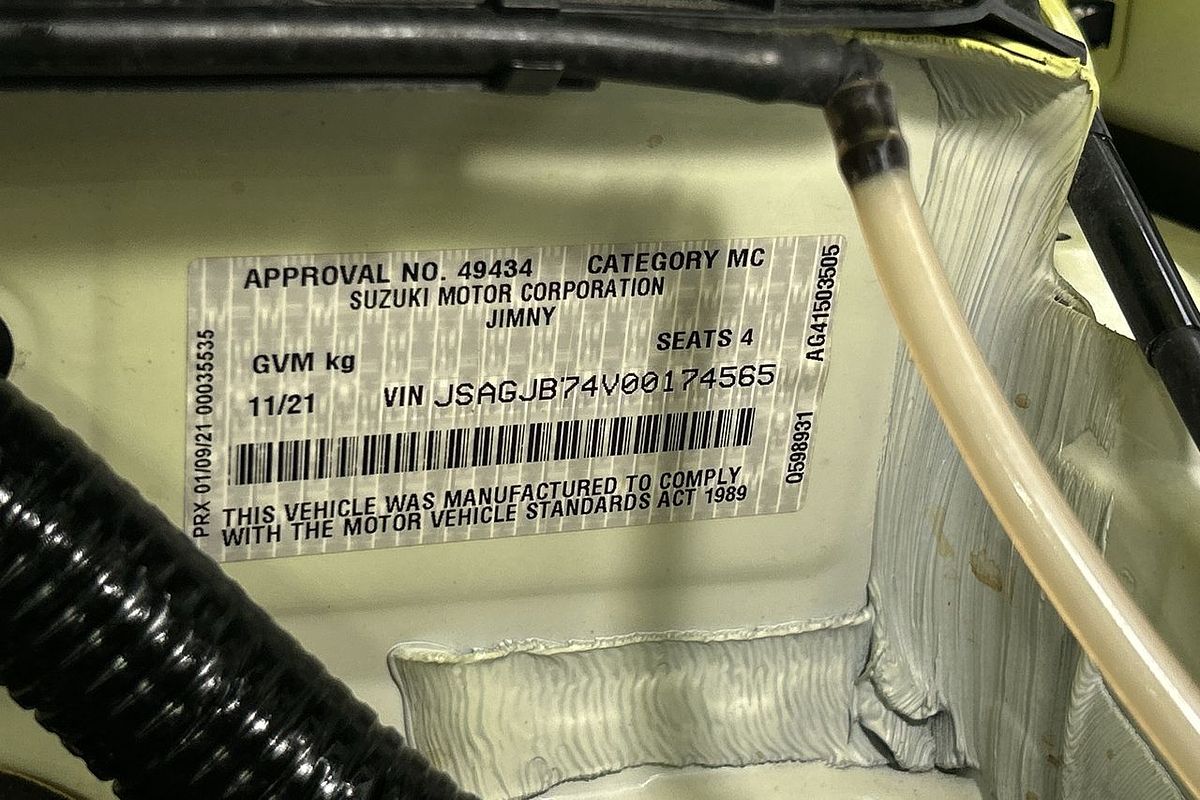 APPROVAL NO. 49434 CATEGORY MC
SUZUKI MOTOR CORPORATION
JIMNY
GVM kg SEATS 4
11/21 VIN JSAGJB74V00174565
THIS VEHICLE WAS MANUFACTURED TO COMPLY
WITH THE MOTOR VEHICLE STANDARDS ACT 1989
PRX 01/09/21 00035535
AG41503505
Q598931